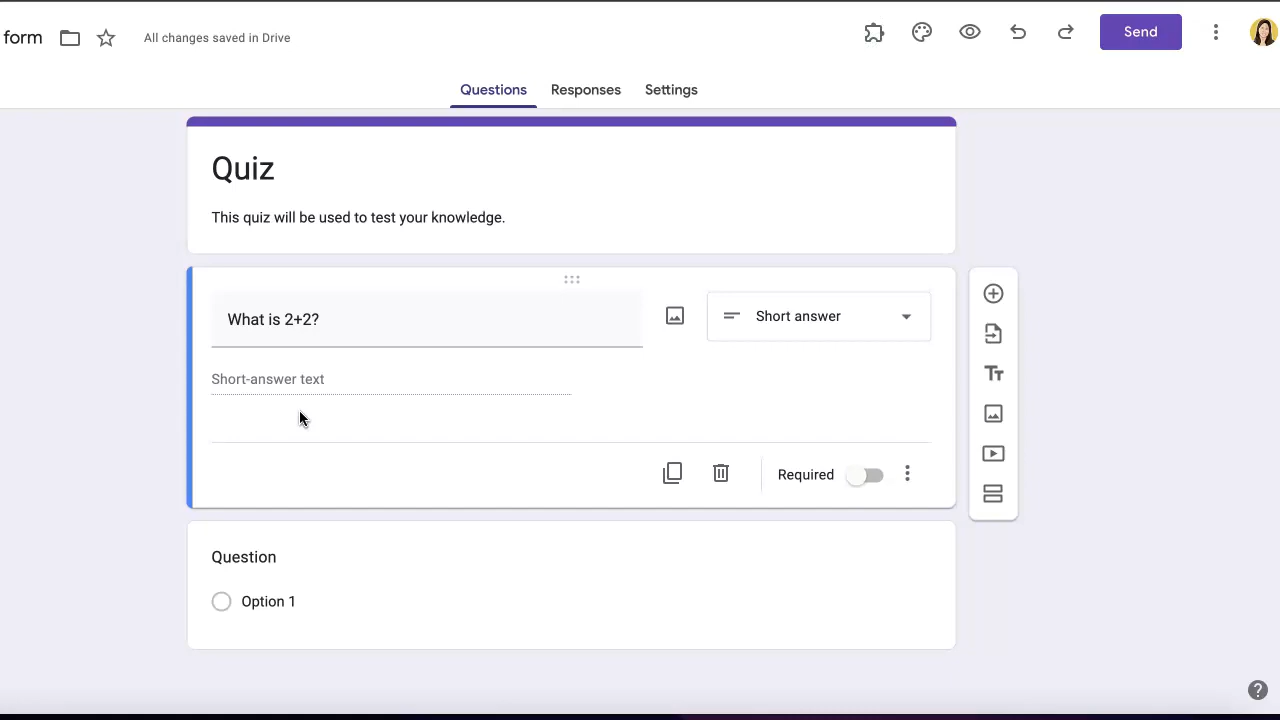 form
All changes saved in Drive
Send
Questions Responses Settings
Quiz
This quiz will be used to test your knowledge.
What is 2+2?
Short answer
Short-answer text
Required
Question
Option 1